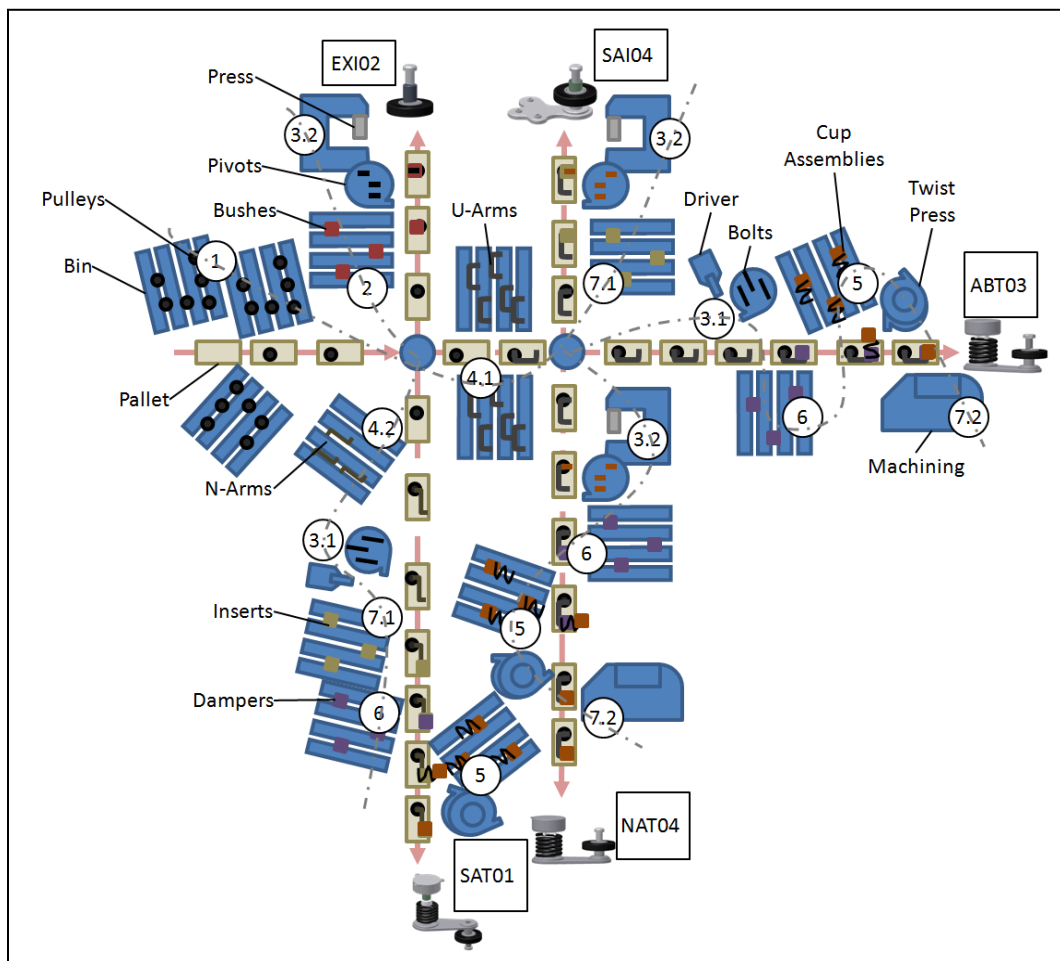 EXI02
SAI04
Press
Cup
Assemblies
3.2
3.2
Pivots
Twist
Press
Pulleys
Bushes
U-Arms
Driver
Bolts
Bin
1
2
7.1
5
3.1
ABT03
Pallet
4.1
4.2
6
7.2
3.2
Machining
N-Arms
3.1
6
Inserts
7.1
5
Dampers
6
7.2
5
NAT04
SAT01